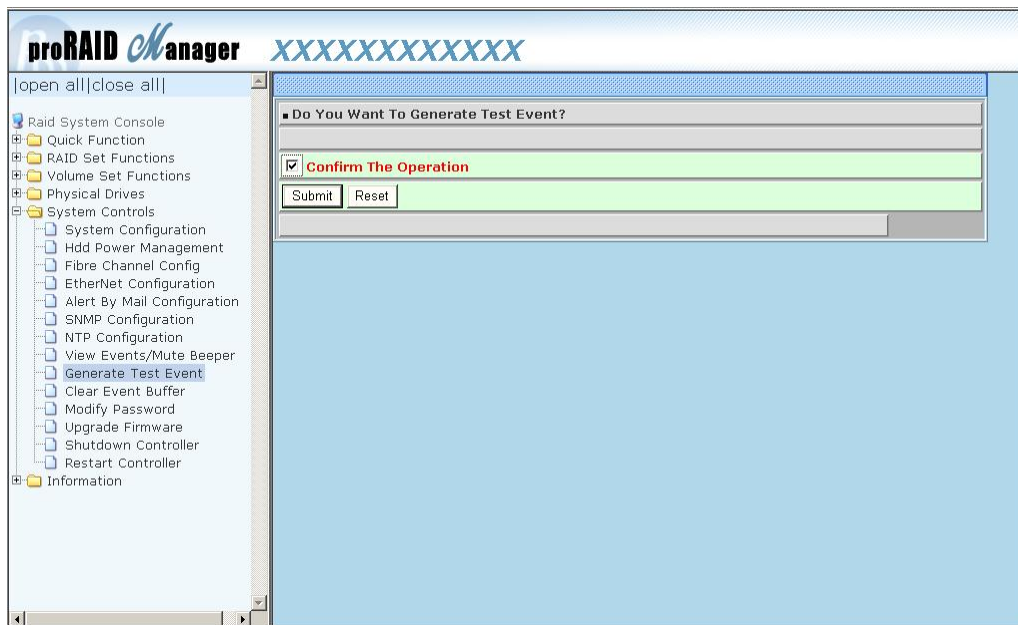 proRAID Manager XXXXXXXXXXXX
|open all|close all|
Raid System Console
Quick Function
RAID Set Functions
Volume Set Functions
Physical Drives
System Controls
System Configuration
Hdd Power Management
Fibre Channel Config
EtherNet Configuration
Alert By Mail Configuration
SNMP Configuration
NTP Configuration
View Events/Mute Beeper
Generate Test Event
Clear Event Buffer
Modify Password
Upgrade Firmware
Shutdown Controller
Restart Controller
Information
Do You Want To Generate Test Event?
Confirm The Operation
Submit Reset